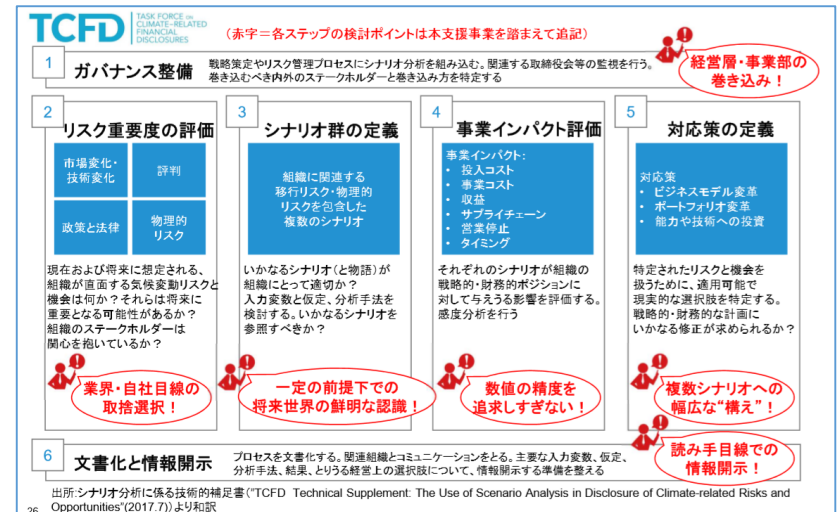 TCFD
TASK FORCE on
CLIMATE-RELATED
FINANCIAL
DISCLOSURES
(赤字=各ステップの検討ポイントは本支援事業を踏まえて追記)
1
ガバナンス整備
戦略策定やリスク管理プロセスにシナリオ分析を組み込む。関連する取締役会等の監視を行う。
巻き込むべき内外のステークホルダーと巻き込み方を特定する
経営層・事業部の
巻き込み!
2
リスク重要度の評価
市場変化・
技術変化
評判
政策と法律
物理的
リスク
現在および将来に想定される、
組織が直面する気候変動リスクと
機会は何か?それらは将来に
重要となる可能性があるか?
組織のステークホルダーは
関心を抱いているか?
業界・自社目線の
取捨選択!
3
シナリオ群の定義
組織に関連する
移行リスク・物理的
リスクを包含した
複数のシナリオ
いかなるシナリオ(と物語)が
組織にとって適切か?
入力変数と仮定、分析手法を
検討する。いかなるシナリオを
参照すべきか?
一定の前提下での
将来世界の鮮明な認識!
4
事業インパクト評価
事業インパクト:
• 投入コスト
• 事業コスト
• 収益
• サプライチェーン
• 営業停止
• タイミング
それぞれのシナリオが組織の
戦略的・財務的ポジションに
対して与えうる影響を評価する。
感度分析を行う
数値の精度を
追求しすぎない!
5
対応策の定義
対応策
• ビジネスモデル変革
• ポートフォリオ変革
• 能力や技術への投資
特定されたリスクと機会を
扱うために、適用可能で
現実的な選択肢を特定する。
戦略的・財務的な計画に
いかなる修正が求められるか?
複数シナリオへの
幅広な“構え”!
6
文書化と情報開示
プロセスを文書化する。関連組織とコミュニケーションをとる。主要な入力変数、仮定、
分析手法、結果、とりうる経営上の選択肢について、情報開示する準備を整える
読み手目線での
情報開示!
出所:シナリオ分析に係る技術的補足書("TCFD Technical Supplement: The Use of Scenario Analysis in Disclosure of Climate-related Risks and
Opportunities"(2017.7))より和訳
26